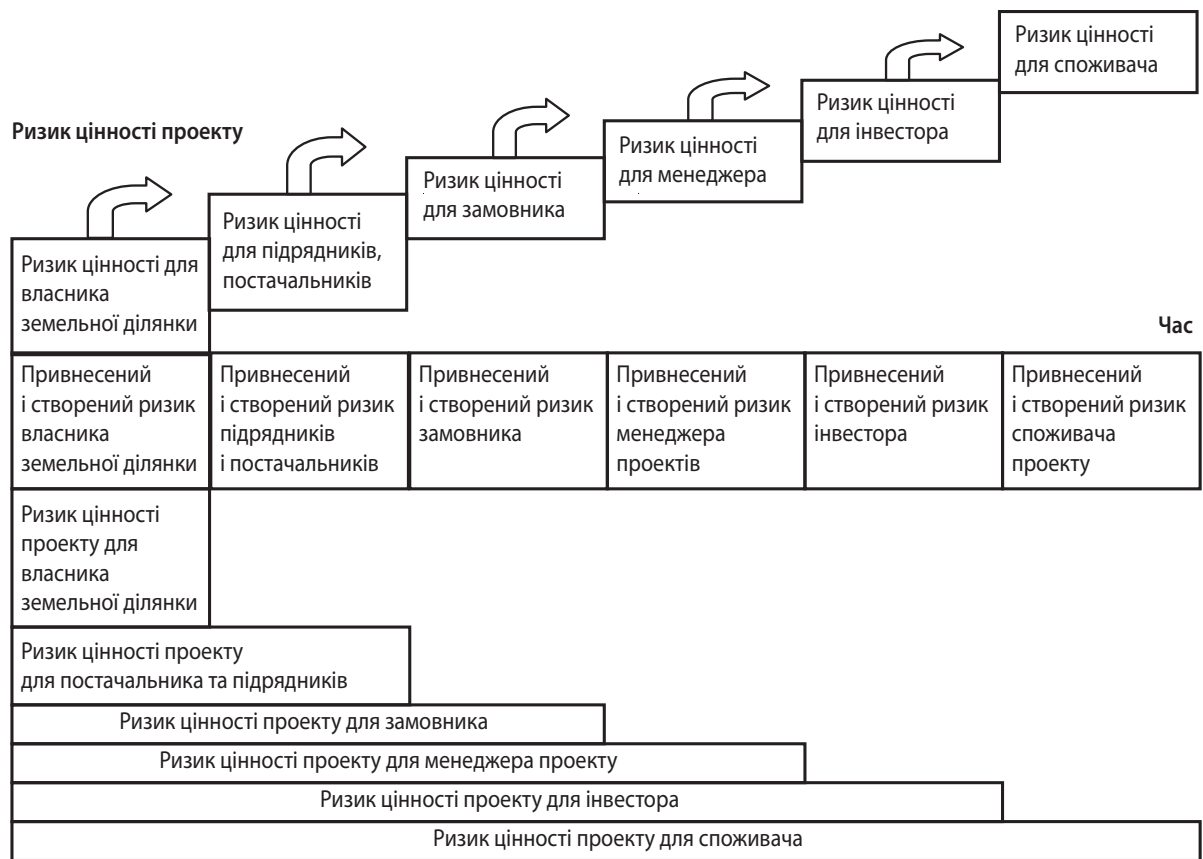 Ризик цінності
для споживача
Ризик цінності
для інвестора
Ризик цінності проекту
Ризик цінності
для менеджера
Ризик цінності
для замовника
Ризик цінності
для підрядників,
постачальників
Ризик цінності для
власника
земельної ділянки
Час
Привнесений
і створений ризик
власника
земельної ділянки
Привнесений
і створений ризик
підрядників
і постачальників
Привнесений
і створений ризик
замовника
Привнесений
і створений ризик
менеджера
проектів
Привнесений
і створений ризик
інвестора
Привнесений
і створений ризик
споживача
проекту
Ризик цінності
проекту для
власника
земельної ділянки
Ризик цінності проекту
для постачальника та підрядників
Ризик цінності проекту для замовника
Ризик цінності проекту для менеджера проекту
Ризик цінності проекту для інвестора
Ризик цінності проекту для споживача